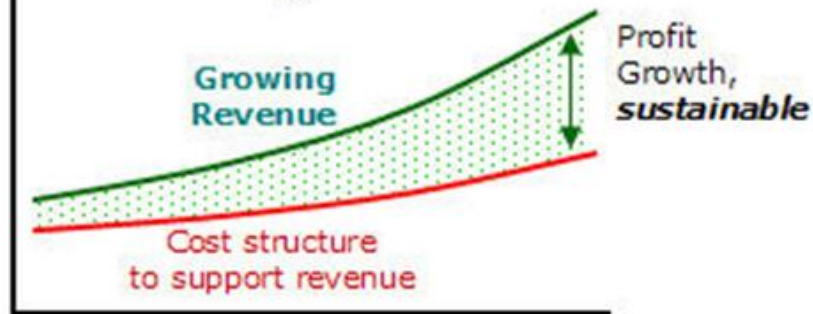 Growing
Revenue
Profit
Growth,
sustainable
Cost structure
to support revenue